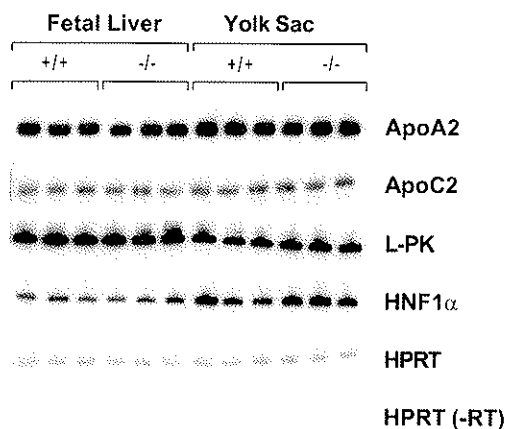 Fetal Liver Yolk Sac
+/+ -/- +/+ -/-
ApoA2
ApoC2
L-PK
HNF1α
HPRT
HPRT (-RT)